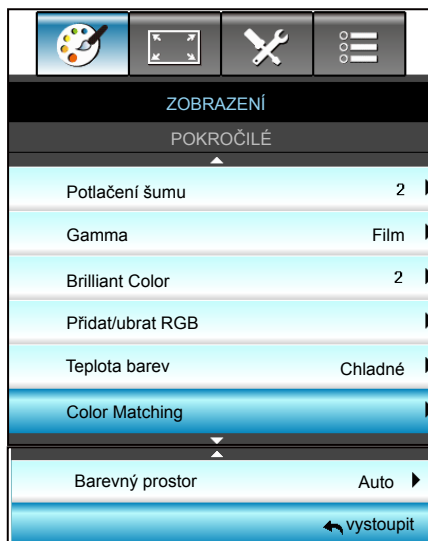 ZOBRAZENÍ
POKROČILÉ
Potlačení šumu 2
Gamma Film
Brilliant Color 2
Přidat/ubrat RGB
Teplota barev Chladné
Color Matching
Barevný prostor Auto
vystoupit